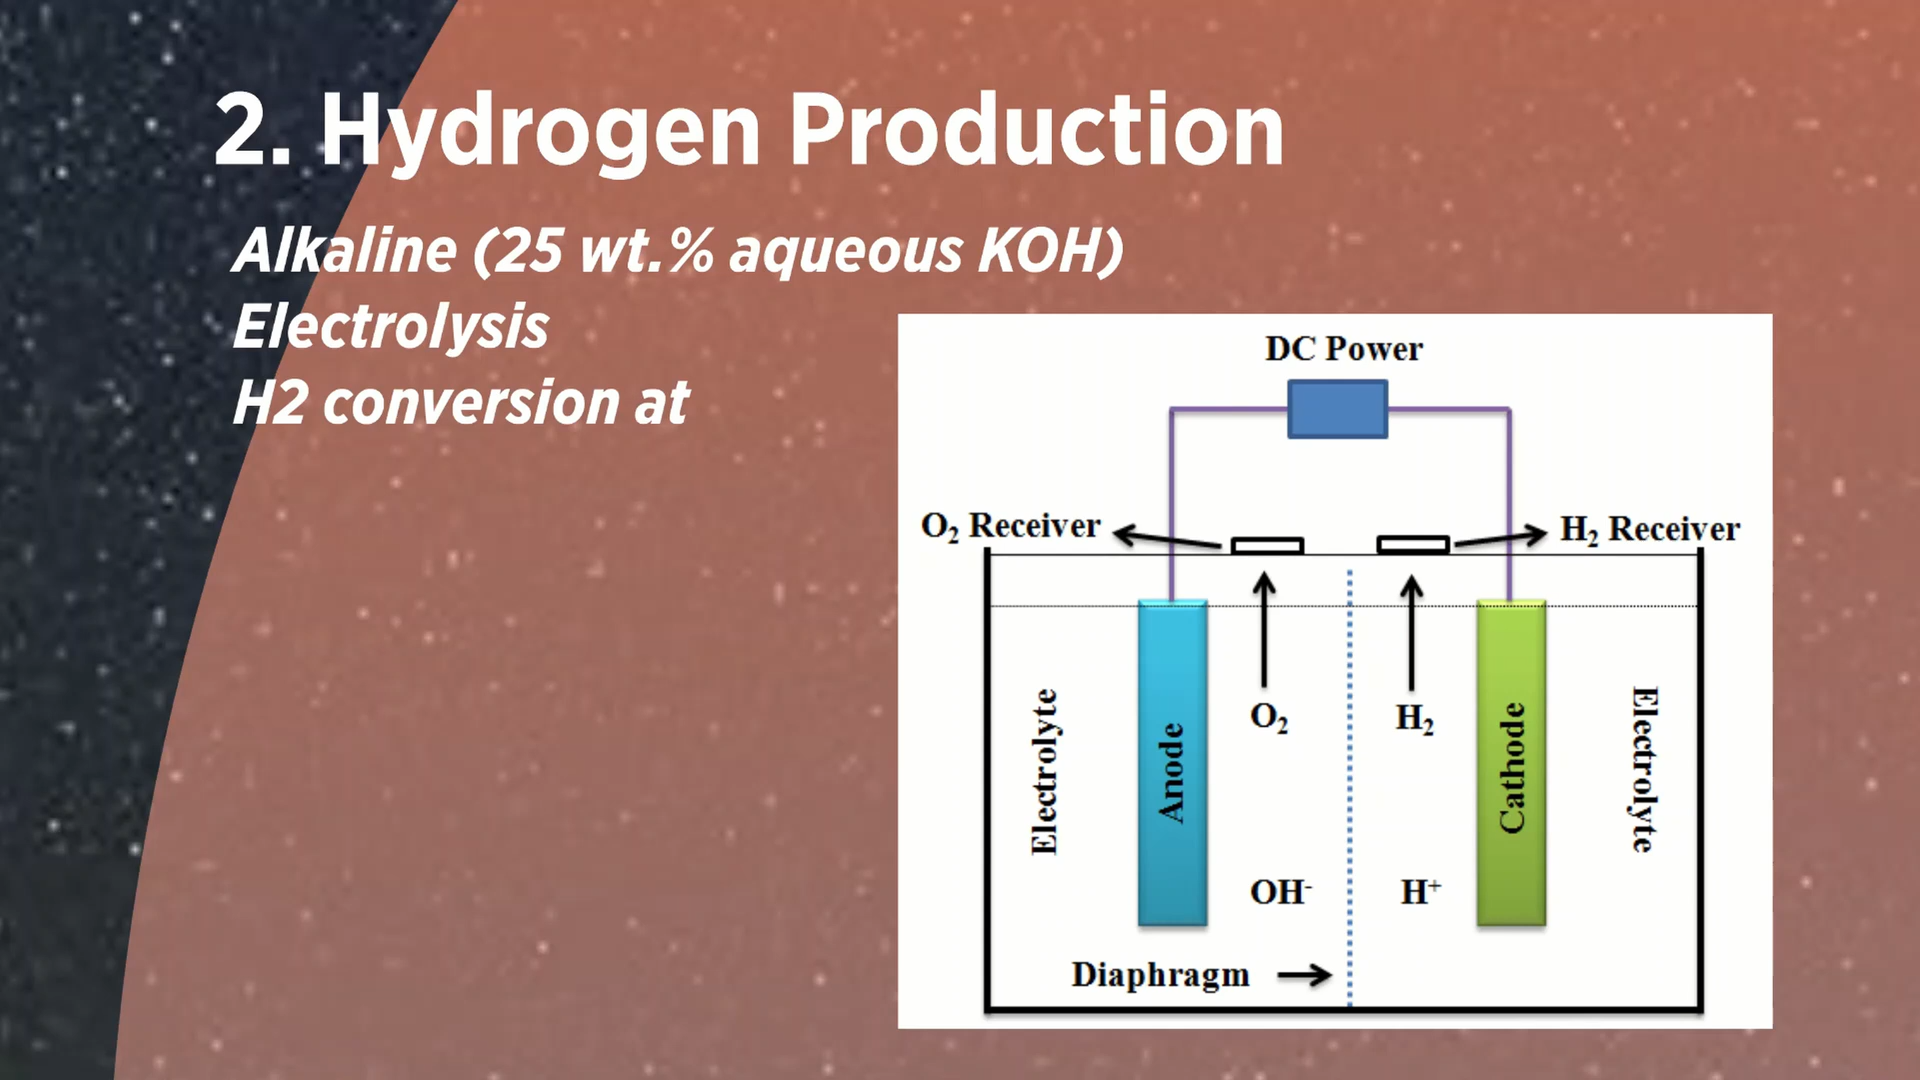 2. Hydrogen Production
Alkaline (25 wt.% aqueous KOH)
Electrolysis
H2 conversion at
DC Power
O₂ Receiver
H₂ Receiver
O₂
H₂
Electrolyte
Anode
Cathode
Electrolyte
OH⁻
H⁺
Diaphragm